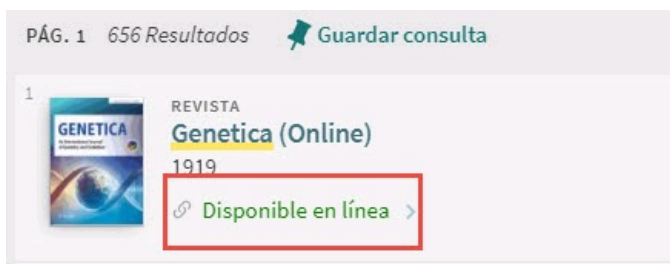 PÁG. 1 656 Resultados Guardar consulta
1
REVISTA
GENETICA
Genetica (Online)
1919
Disponible en línea